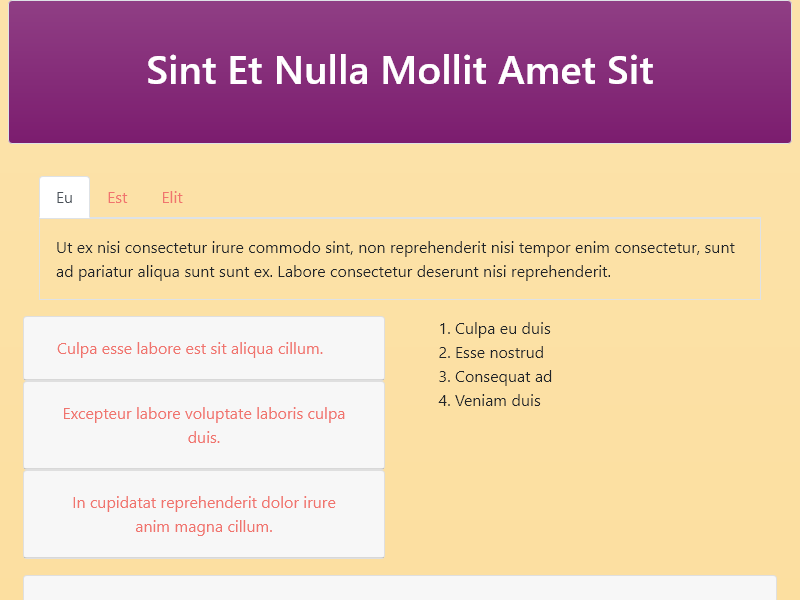 Sint Et Nulla Mollit Amet Sit
Eu
Est
Elit
Ut ex nisi consectetur irure commodo sint, non reprehenderit nisi tempor enim consectetur, sunt
ad pariatur aliqua sunt sunt ex. Labore consectetur deserunt nisi reprehenderit.
Culpa esse labore est sit aliqua cillum.
Excepteur labore voluptate laboris culpa
duis.
In cupidatat reprehenderit dolor irure
anim magna cillum.
1. Culpa eu duis
2. Esse nostrud
3. Consequat ad
4. Veniam duis